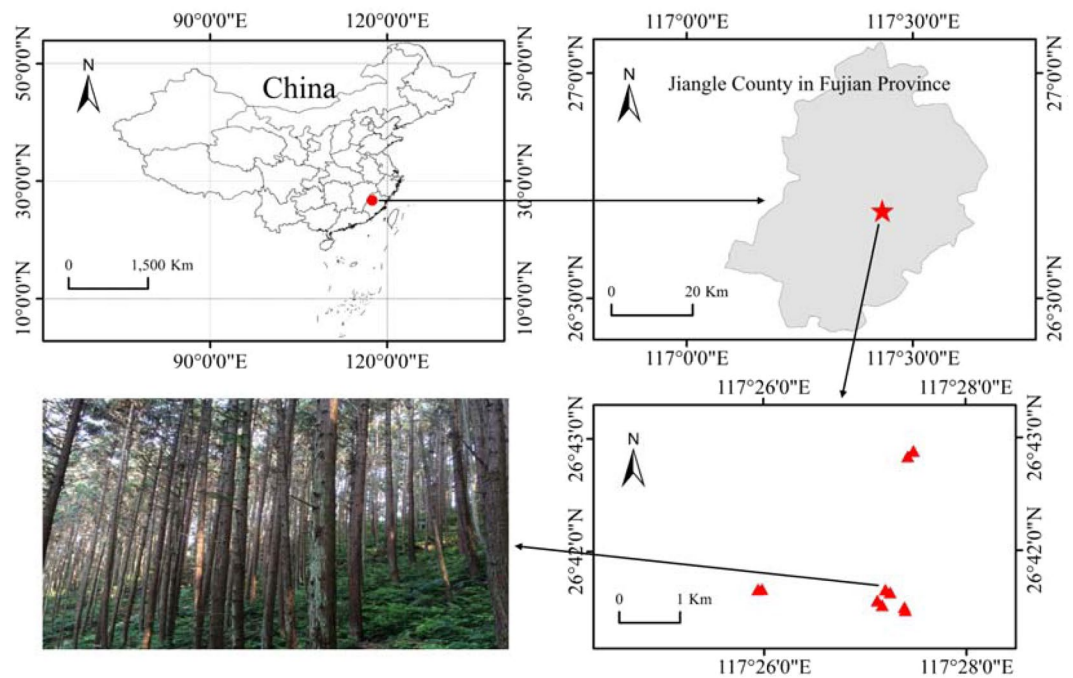 90°0'0"E 120°0'0"E
50°0'0"N
30°0'0"N
10°0'0"N
N
China
0 1,500 Km
50°0'0"N
30°0'0"N
10°0'0"N
90°0'0"E 120°0'0"E
117°0'0"E 117°30'0"E
27°0'0"N
26°30'0"N
N
Jiangle County in Fujian Province
0 20 Km
27°0'0"N
26°30'0"N
117°0'0"E 117°30'0"E
117°26'0"E 117°28'0"E
26°43'0"N
26°42'0"N
N
0 1 Km
26°43'0"N
26°42'0"N
117°26'0"E 117°28'0"E